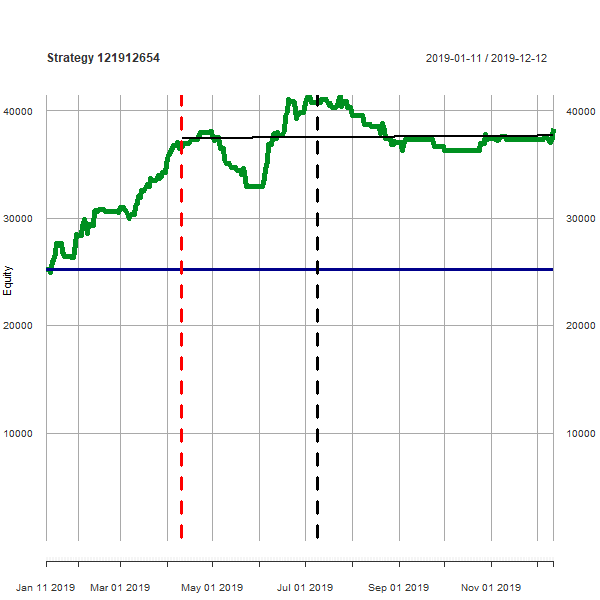 Strategy 121912654
2019-01-11 / 2019-12-12
40000 40000
30000 30000
Equity
20000 20000
10000 10000
Jan 11 2019 Mar 01 2019 May 01 2019 Jul 01 2019 Sep 01 2019 Nov 01 2019